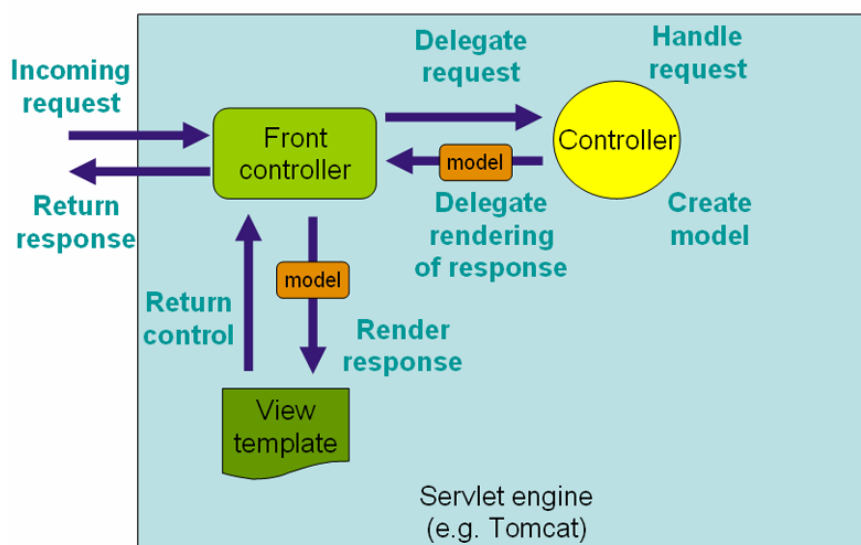 Incoming
request
Return
response
Front
controller
Delegate
request
model
Delegate
rendering
of response
Handle
request
Controller
Create
model
Return
control
model
Render
response
View
template
Servlet engine
(e.g. Tomcat)